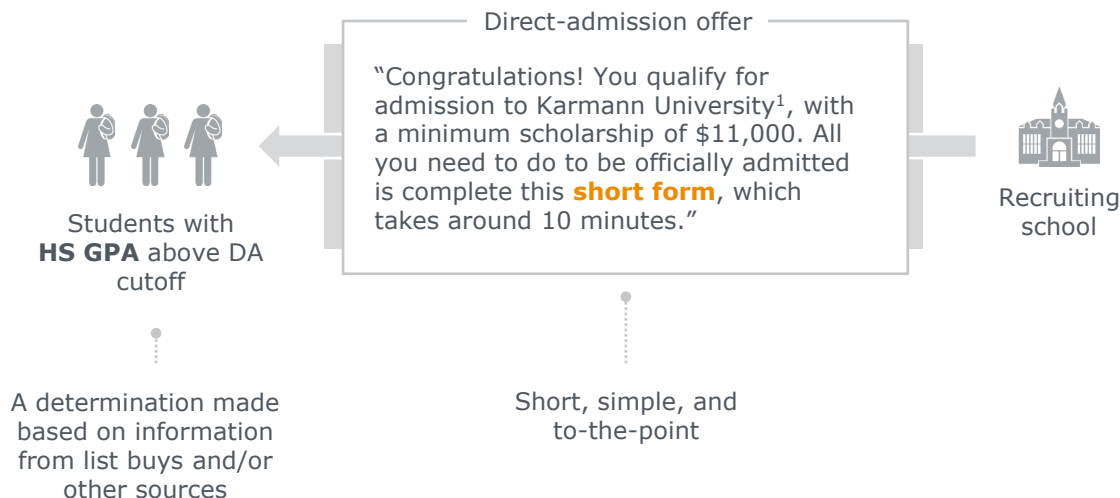 Direct-admission offer
“Congratulations! You qualify for
admission to Karmann University¹, with
a minimum scholarship of $11,000. All
you need to do to be officially admitted
is complete this short form, which
takes around 10 minutes.”
Students with
HS GPA above DA
cutoff
Recruiting
school
A determination made
based on information
from list buys and/or
other sources
Short, simple, and
to-the-point